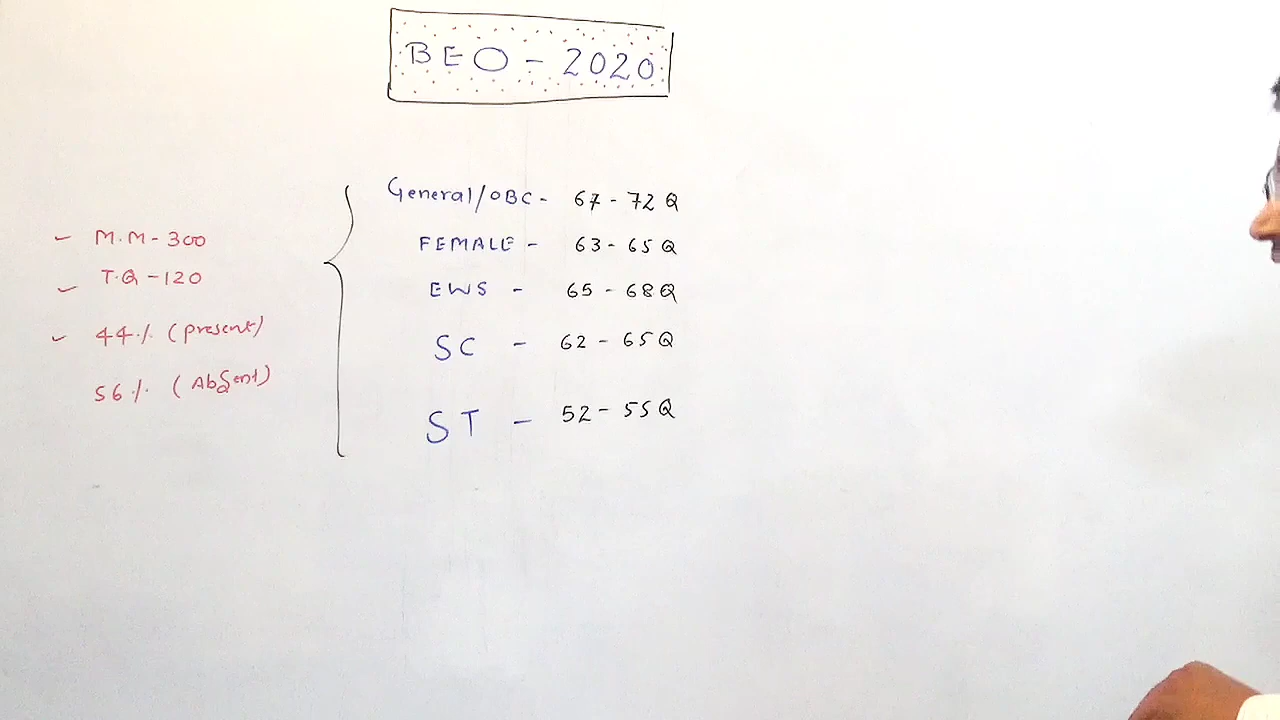 BEO - 2020
M.M - 300
T.Q - 120
44% (Present)
56% (Absent)
General/OBC - 67 - 72 Q
FEMALE - 63 - 65 Q
EWS - 65 - 68 Q
SC - 62 - 65 Q
ST - 52 - 55 Q